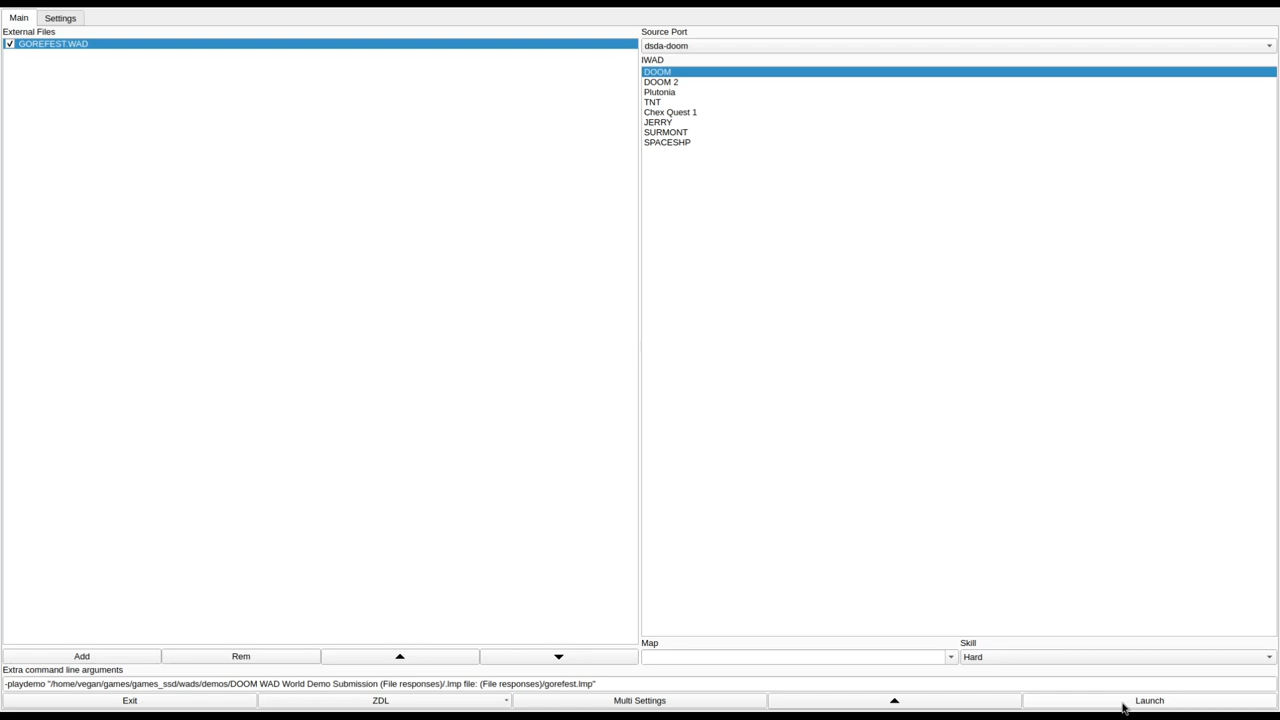 Main Settings
External Files
GOREFEST.WAD
Source Port
dsda-doom
IWAD
DOOM
DOOM 2
Plutonia
TNT
Chex Quest 1
JERRY
SURMONT
SPACESHP
Map
Skill
Hard
Add Rem
Extra command line arguments
-playdemo "/home/vegan/games/games_ssd/wads/demos/DOOM WAD World Demo Submission (File responses)/.lmp file: (File responses)/gorefest.lmp"
Exit ZDL Multi Settings Launch